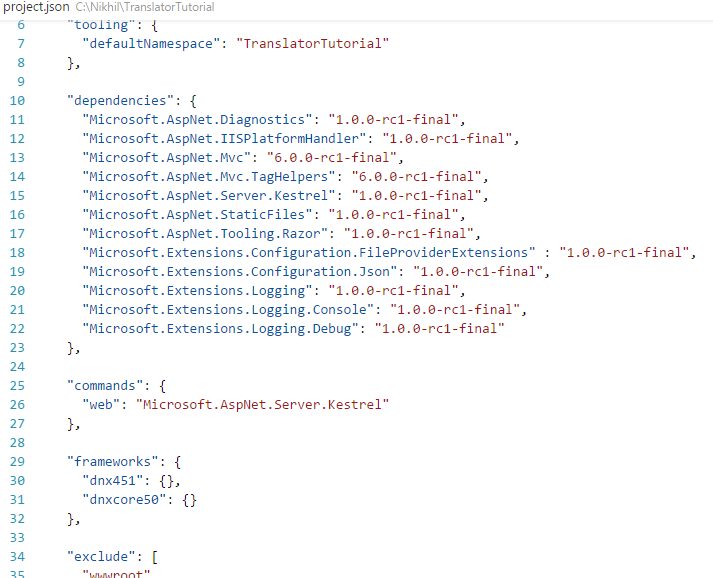 project.json C:\Nikhil\TranslatorTutorial
6 "tooling": {
7 "defaultNamespace": "TranslatorTutorial"
8 },
9
10 "dependencies": {
11 "Microsoft.AspNet.Diagnostics": "1.0.0-rc1-final",
12 "Microsoft.AspNet.IISPlatformHandler": "1.0.0-rc1-final",
13 "Microsoft.AspNet.Mvc": "6.0.0-rc1-final",
14 "Microsoft.AspNet.Mvc.TagHelpers": "6.0.0-rc1-final",
15 "Microsoft.AspNet.Server.Kestrel": "1.0.0-rc1-final",
16 "Microsoft.AspNet.StaticFiles": "1.0.0-rc1-final",
17 "Microsoft.AspNet.Tooling.Razor": "1.0.0-rc1-final",
18 "Microsoft.Extensions.Configuration.FileProviderExtensions" : "1.0.0-rc1-final",
19 "Microsoft.Extensions.Configuration.Json": "1.0.0-rc1-final",
20 "Microsoft.Extensions.Logging": "1.0.0-rc1-final",
21 "Microsoft.Extensions.Logging.Console": "1.0.0-rc1-final",
22 "Microsoft.Extensions.Logging.Debug": "1.0.0-rc1-final"
23 },
24
25 "commands": {
26 "web": "Microsoft.AspNet.Server.Kestrel"
27 },
28
29 "frameworks": {
30 "dnx451": {},
31 "dnxcore50": {}
32 },
33
34 "exclude": [
35 "wwwroot"